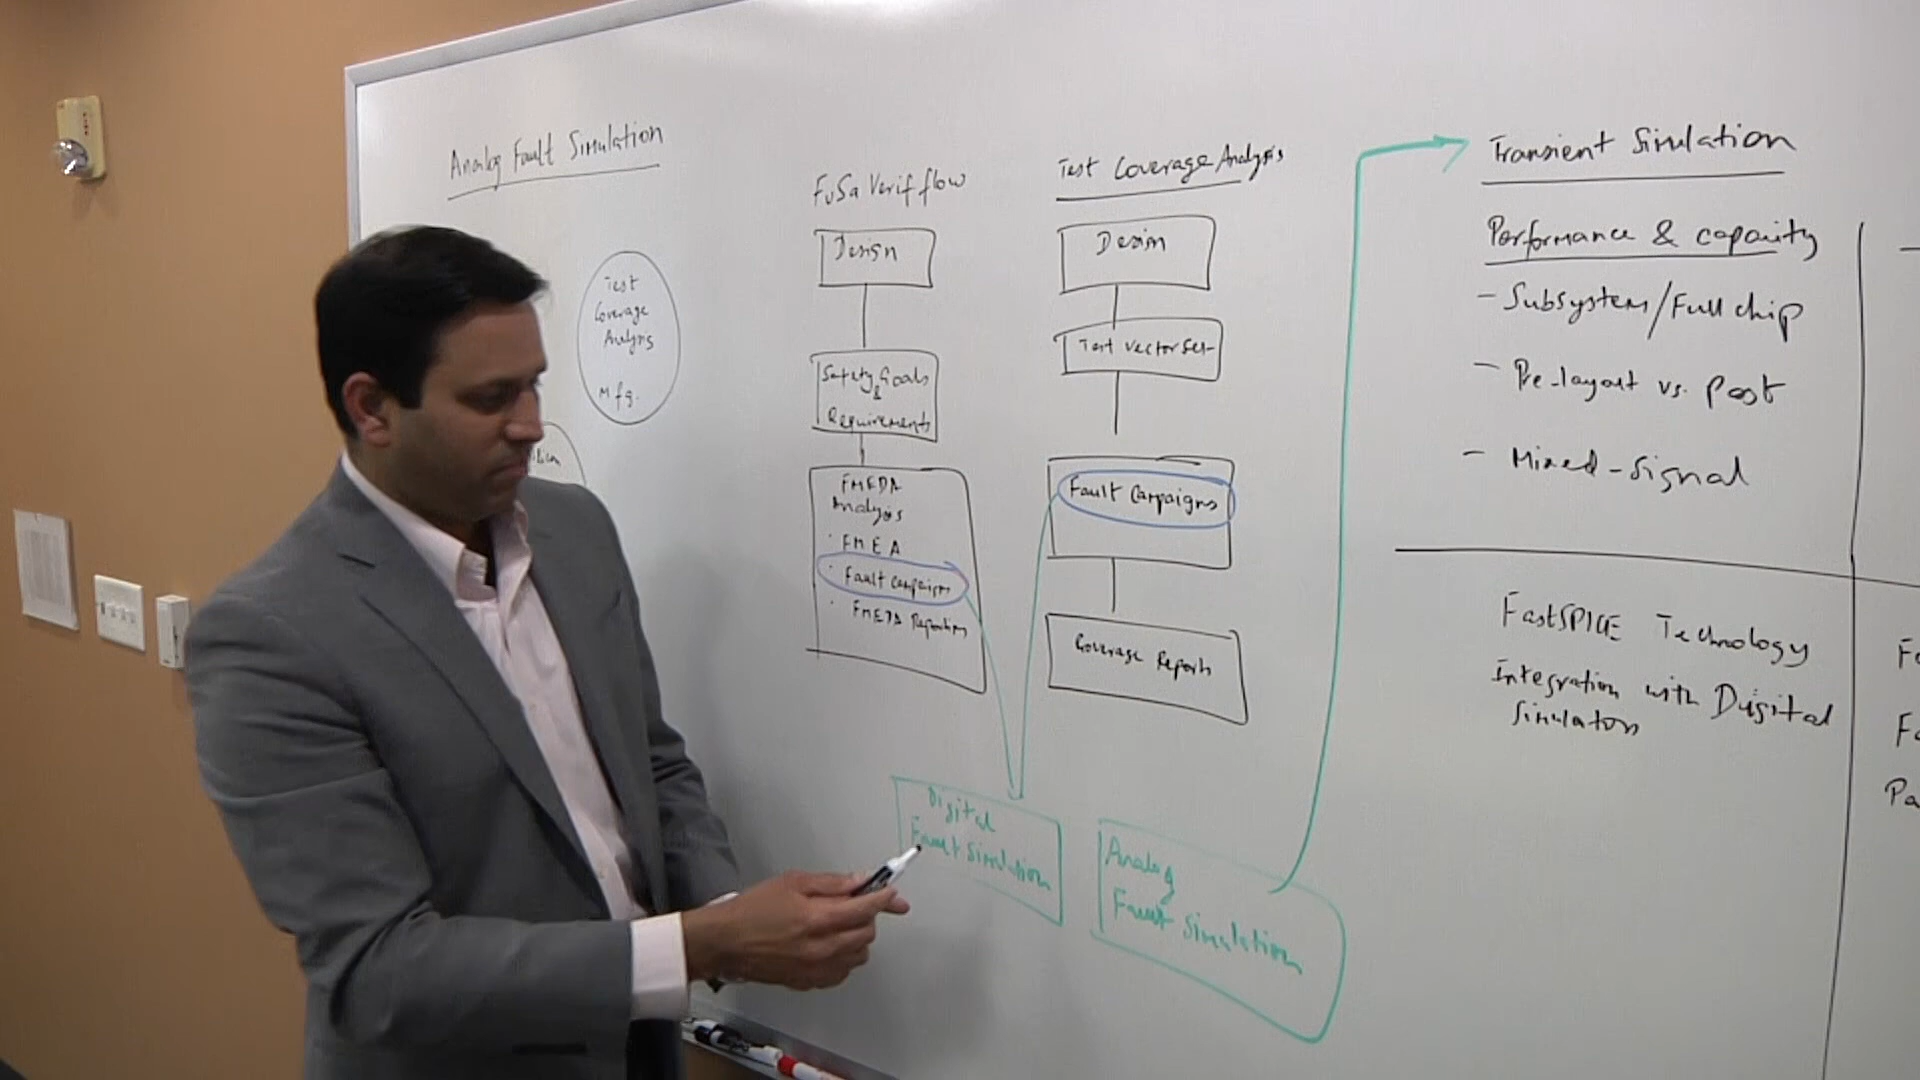 Analog Fault Simulation
Test
Coverage
Analysis
Mfg.
FuSa Verif flow
Design
Safety Goals
&
Requirements
FMEDA
Analysis
· FMEA
· Fault Campaigns
· FMEDA Reporting
Test Coverage Analysis
Design
Test Vector Set
Fault Campaigns
Coverage Reports
Digital
Fault Simulation
Analog
Fault Simulation
Transient Simulation
Performance & capacity
- Subsystem/Full chip
- Pre-layout vs. Post
- Mixed-Signal
FastSPICE Technology
Integration with Digital
Simulators